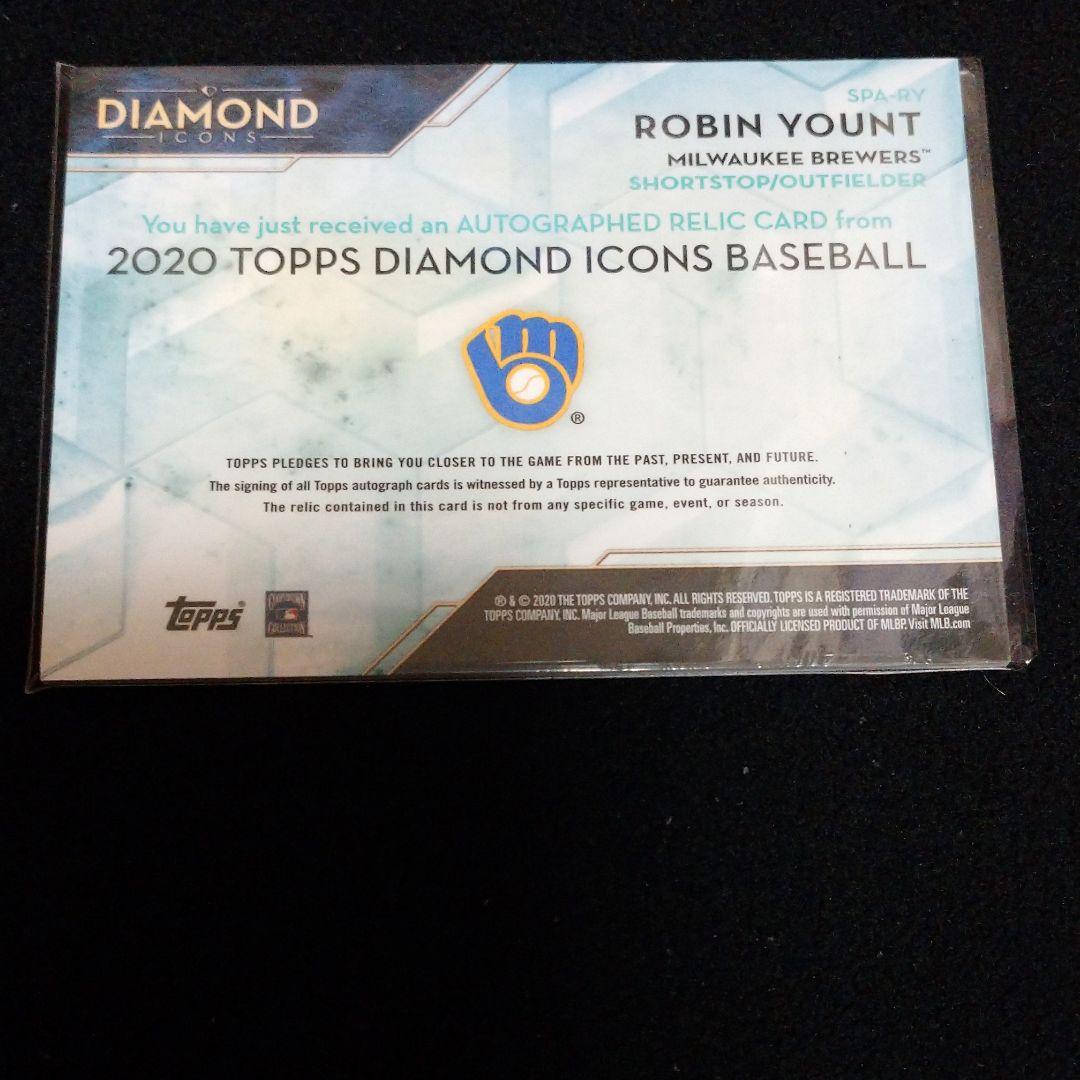 DIAMOND
ICONS
SPA-RY
ROBIN YOUNT
MILWAUKEE BREWERS™
SHORTSTOP/OUTFIELDER
You have just received an AUTOGRAPHED RELIC CARD from
2020 TOPPS DIAMOND ICONS BASEBALL
®
TOPPS PLEDGES TO BRING YOU CLOSER TO THE GAME FROM THE PAST, PRESENT, AND FUTURE.
The signing of all Topps autograph cards is witnessed by a Topps representative to guarantee authenticity.
The relic contained in this card is not from any specific game, event, or season.
topps®
COOPERSTOWN
COLLECTION
® & © 2020 THE TOPPS COMPANY, INC. ALL RIGHTS RESERVED. TOPPS IS A REGISTERED TRADEMARK OF THE
TOPPS COMPANY, INC. Major League Baseball trademarks and copyrights are used with permission of Major League
Baseball Properties, Inc. OFFICIALLY LICENSED PRODUCT OF MLBP. Visit MLB.com